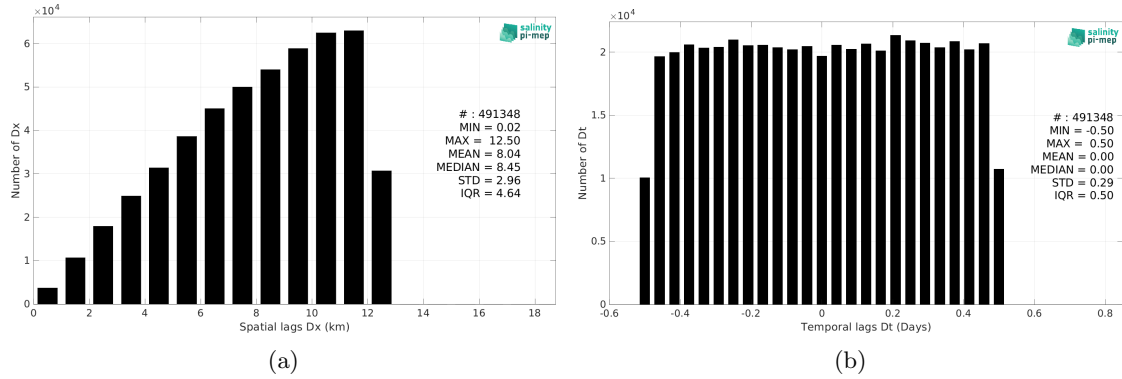 ×10⁴
6
5
4
3
2
1
0
Number of Dx
0 2 4 6 8 10 12 14 16 18
Spatial lags Dx (km)
salinity
pi-mep
# : 491348
MIN = 0.02
MAX = 12.50
MEAN = 8.04
MEDIAN = 8.45
STD = 2.96
IQR = 4.64
(a)
×10⁴
2
1.5
1
0.5
0
Number of Dt
-0.6 -0.4 -0.2 0 0.2 0.4 0.6 0.8
Temporal lags Dt (Days)
salinity
pi-mep
# : 491348
MIN = -0.50
MAX = 0.50
MEAN = 0.00
MEDIAN = 0.00
STD = 0.29
IQR = 0.50
(b)